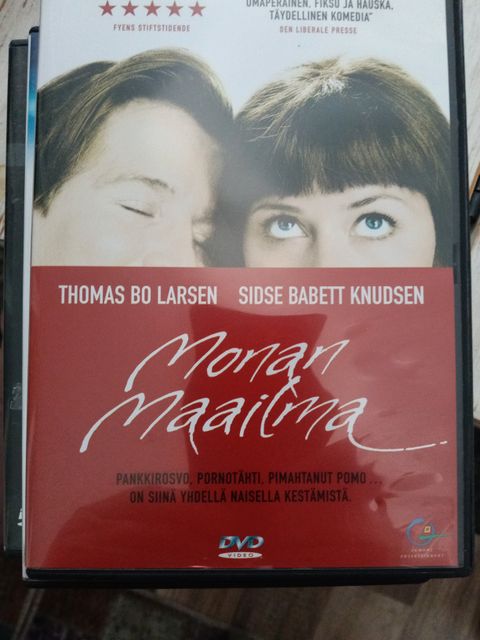 FYENS STIFTSTIDENDE
OMAPERÄINEN, FIKSU JA HAUSKA,
TÄYDELLINEN KOMEDIA"
DEN LIBERALE PRESSE
THOMAS BO LARSEN SIDSE BABETT KNUDSEN
Monan
Maailma
PANKKIROSVO, PORNOTÄHTI, PIMAHTANUT POMO ...
ON SIINÄ YHDELLÄ NAISELLA KESTÄMISTÄ.
DVD
VIDEO